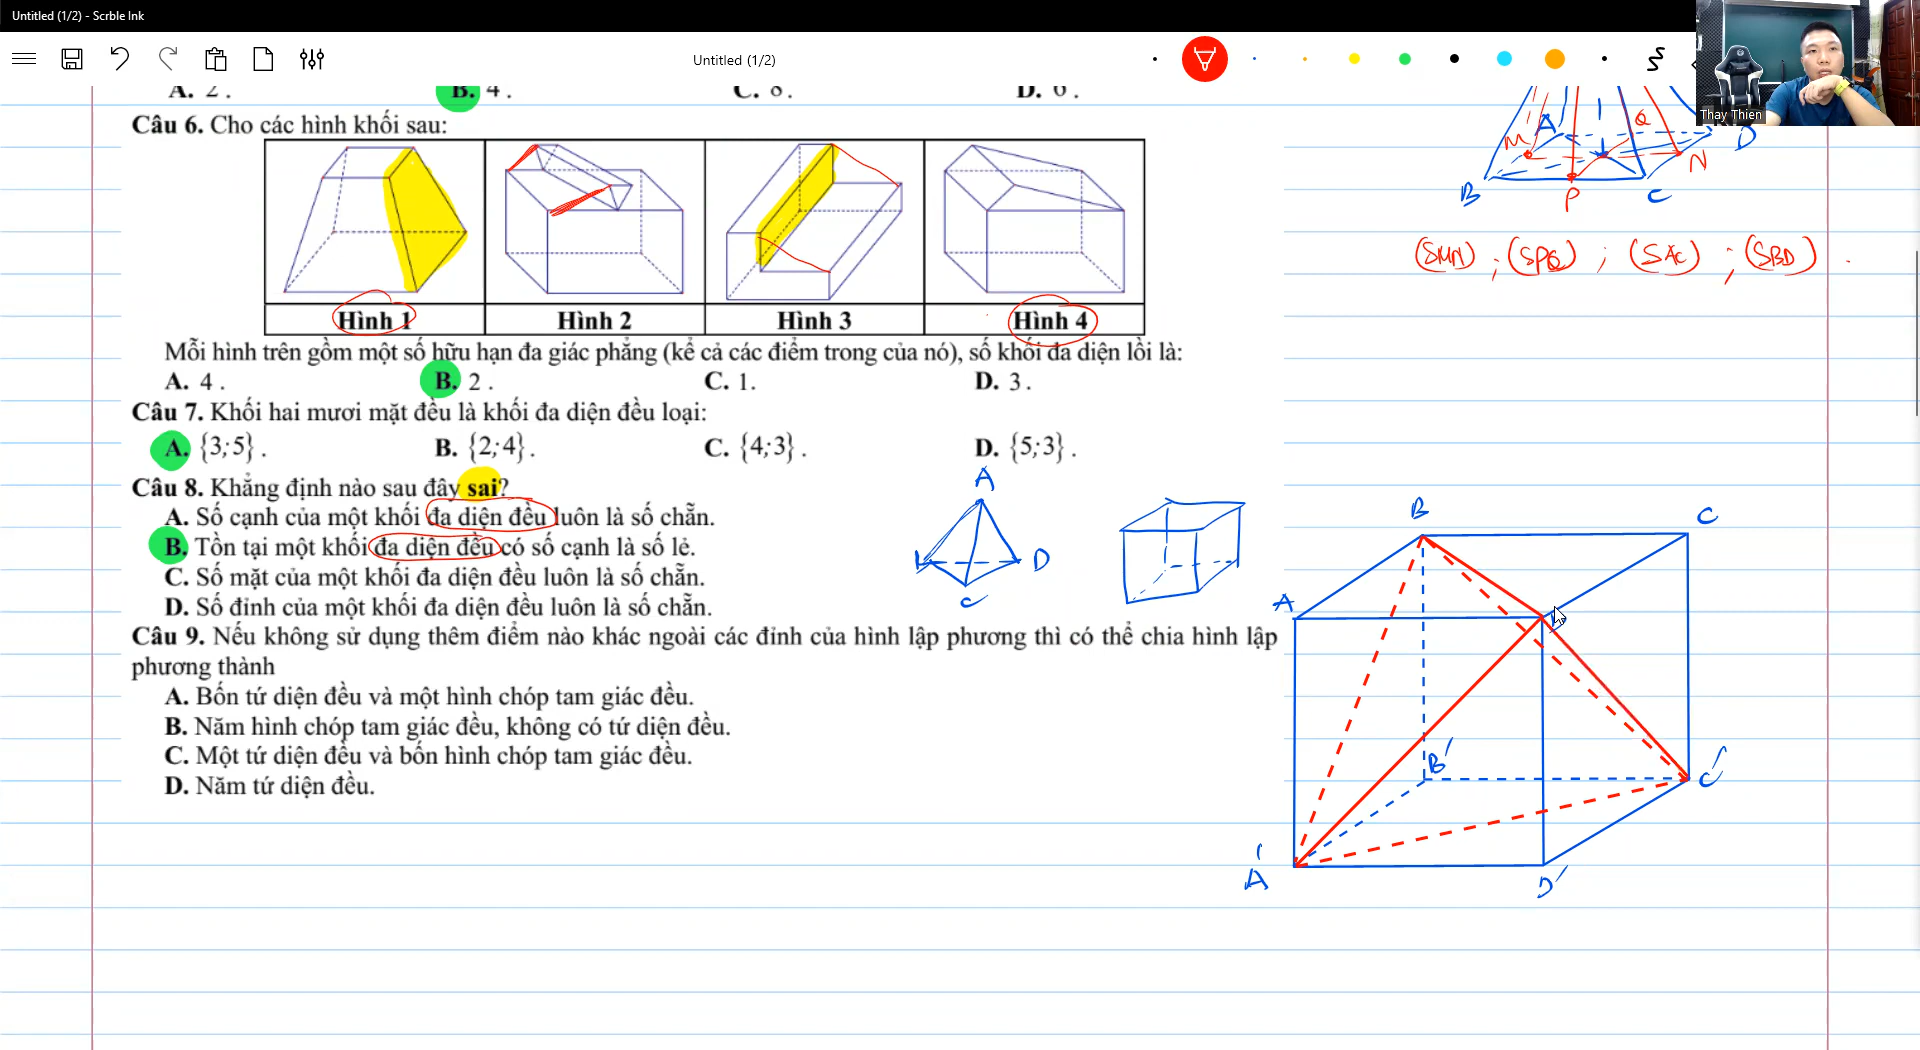 Untitled (1/2) - Scrble Ink
Untitled (1/2)
Thay Thien
A. 2 . B. 4 . C. 8 . D. 6 .
Câu 6. Cho các hình khối sau:
Hình 1 Hình 2 Hình 3 Hình 4
Mỗi hình trên gồm một số hữu hạn đa giác phẳng (kể cả các điểm trong của nó), số khối đa diện lồi là:
A. 4 . B. 2 . C. 1. D. 3 .
Câu 7. Khối hai mươi mặt đều là khối đa diện đều loại:
A. {3;5} . B. {2;4} . C. {4;3} . D. {5;3} .
Câu 8. Khẳng định nào sau đây sai?
A. Số cạnh của một khối đa diện đều luôn là số chẵn.
B. Tồn tại một khối đa diện đều có số cạnh là số lẻ.
C. Số mặt của một khối đa diện đều luôn là số chẵn.
D. Số đỉnh của một khối đa diện đều luôn là số chẵn.
Câu 9. Nếu không sử dụng thêm điểm nào khác ngoài các đỉnh của hình lập phương thì có thể chia hình lập
phương thành
A. Bốn tứ diện đều và một hình chóp tam giác đều.
B. Năm hình chóp tam giác đều, không có tứ diện đều.
C. Một tứ diện đều và bốn hình chóp tam giác đều.
D. Năm tứ diện đều.
M A Q N D
B P C
(SMN) ; (SPQ) ; (SAC) ; (SBD) .
A
D
C
B C
A
B' C'
A' D'